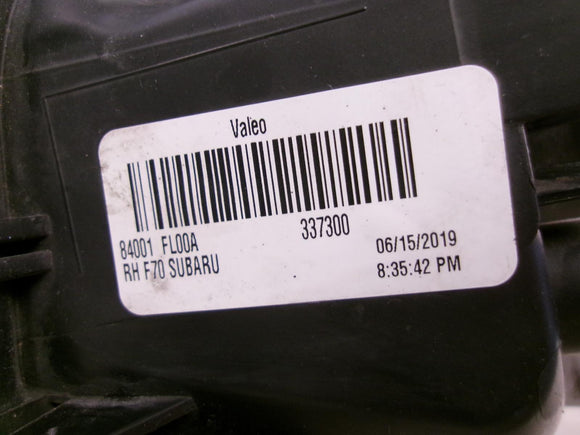 Valeo
84001 FL00A 337300 06/15/2019
RH F70 SUBARU 8:35:42 PM